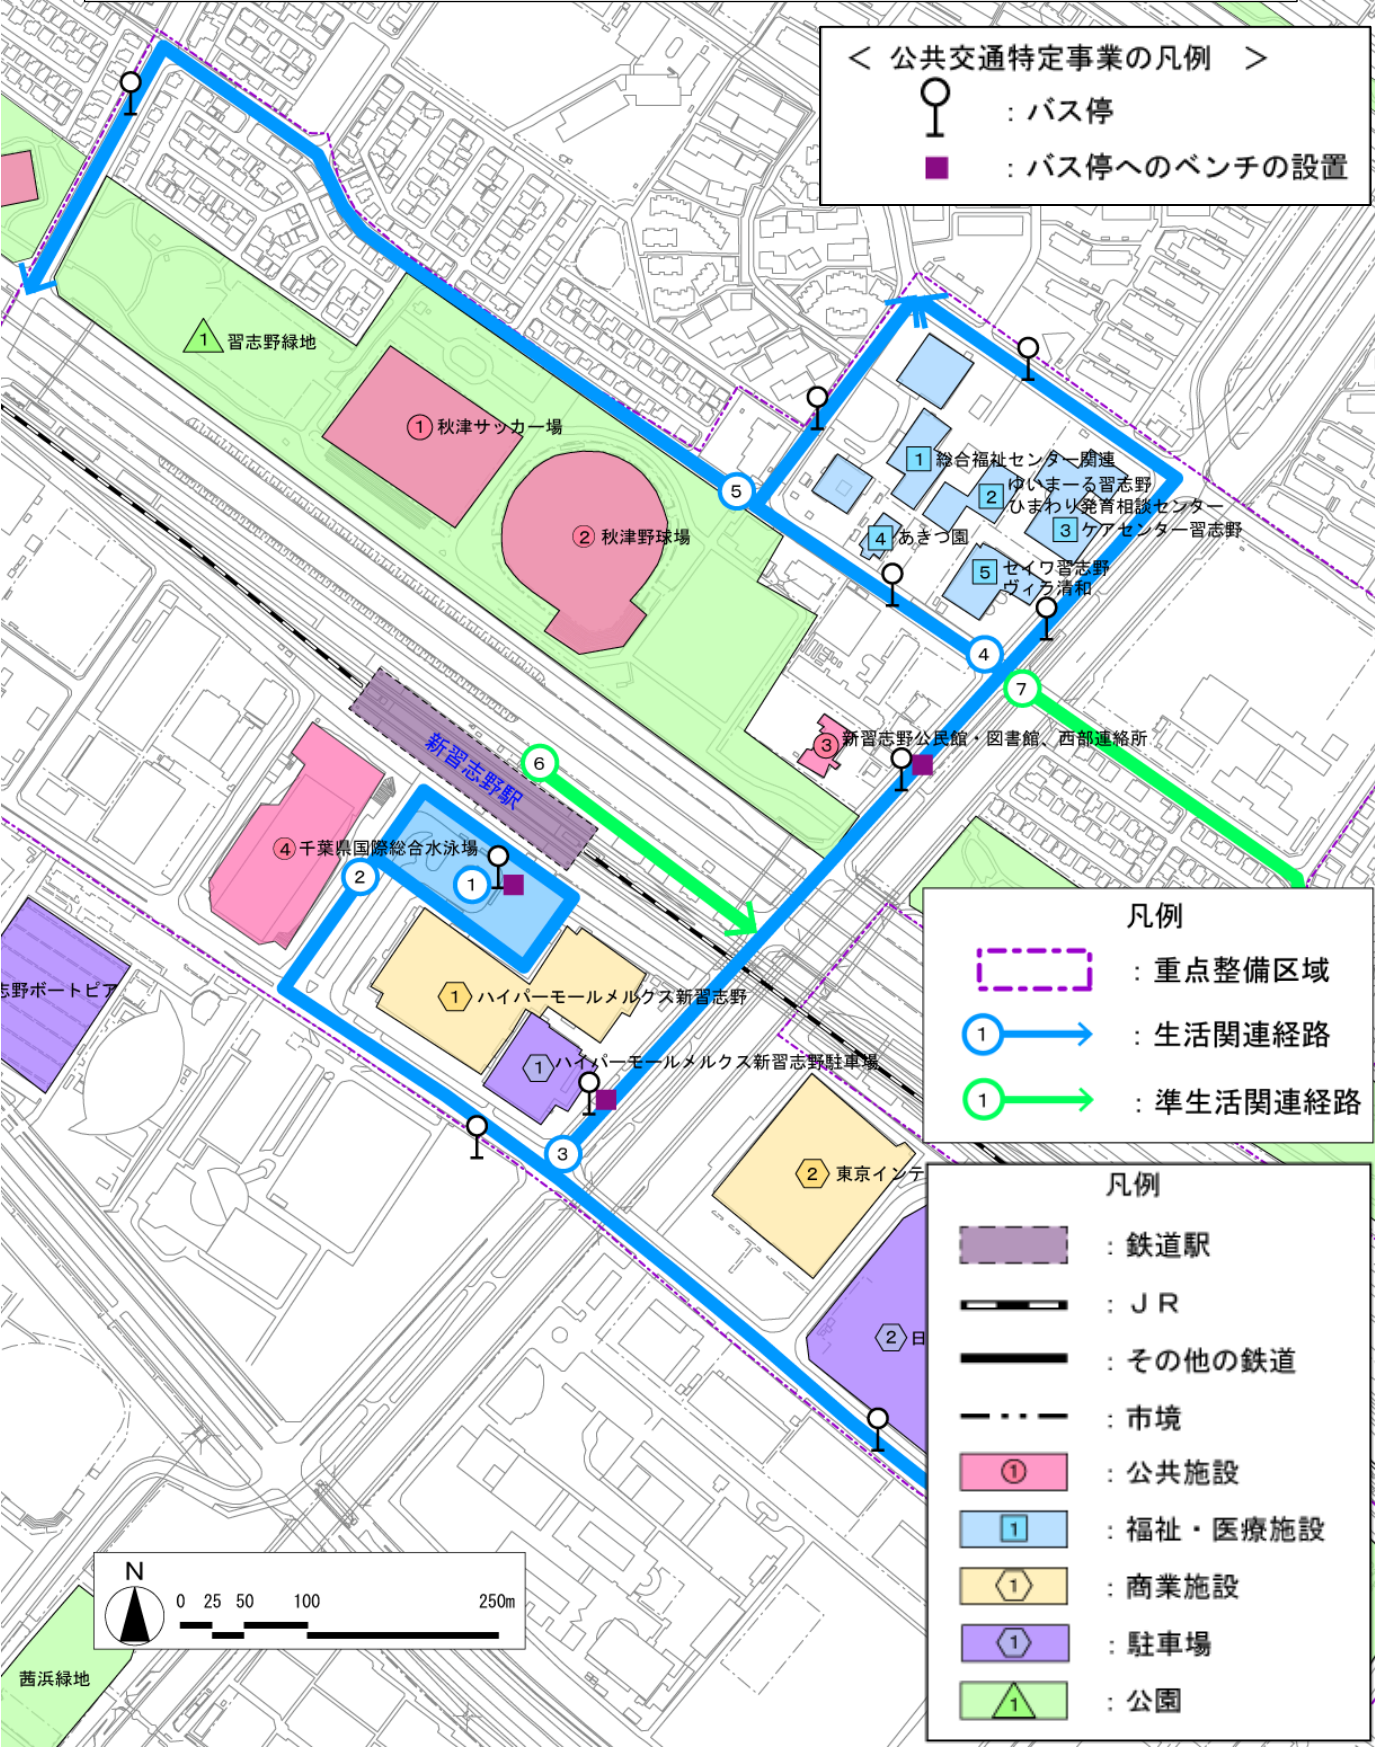 ＜ 公共交通特定事業の凡例 ＞
：バス停
：バス停へのベンチの設置
1 習志野緑地
1 秋津サッカー場
2 秋津野球場
5
1 総合福祉センター関連
2 ゆいまーる習志野
ひまわり発育相談センター
3 ケアセンター習志野
4 あきつ園
5 セイワ習志野
ヴィラ清和
4
7
3 新習志野公民館・図書館、西部連絡所
新習志野駅
6
4 千葉県国際総合水泳場
2
1
志野ボートピア
1 ハイパーモールメルクス新習志野
1 ハイパーモールメルクス新習志野駐車場
3
2 東京インテ
2 日
凡例
：重点整備区域
1 ：生活関連経路
1 ：準生活関連経路
凡例
：鉄道駅
：ＪＲ
：その他の鉄道
：市境
1 ：公共施設
1 ：福祉・医療施設
1 ：商業施設
1 ：駐車場
1 ：公園
N
0 25 50 100 250m
茜浜緑地